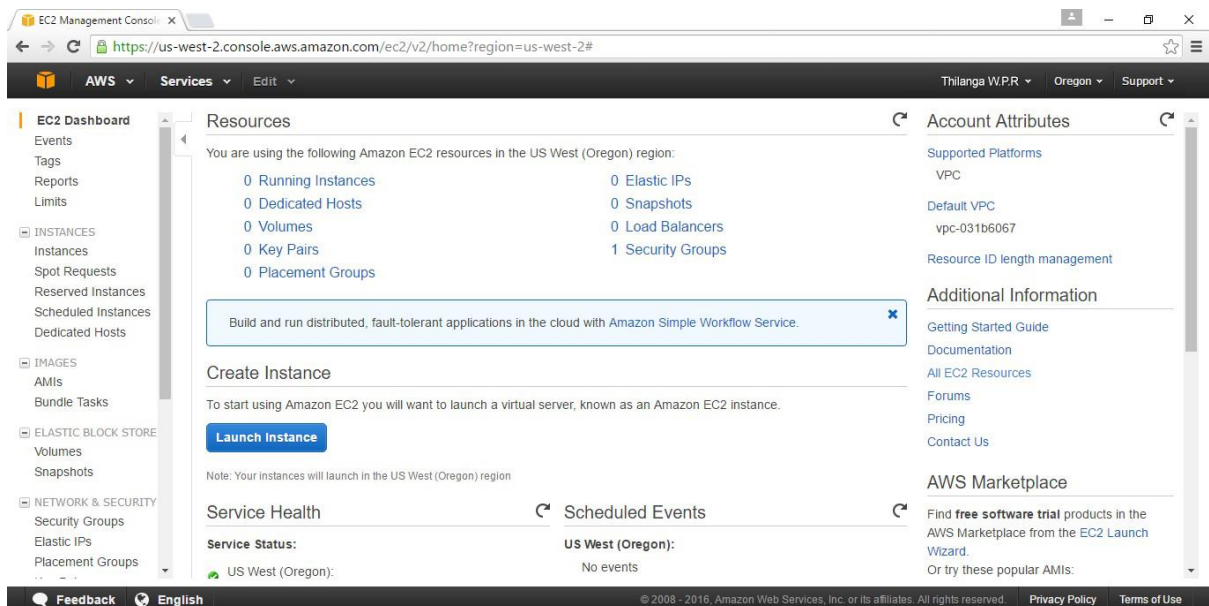 EC2 Management Consol
https://us-west-2.console.aws.amazon.com/ec2/v2/home?region=us-west-2#
AWS Services Edit Thilanga W.P.R Oregon Support
EC2 Dashboard
Events
Tags
Reports
Limits
INSTANCES
Instances
Spot Requests
Reserved Instances
Scheduled Instances
Dedicated Hosts
IMAGES
AMIs
Bundle Tasks
ELASTIC BLOCK STORE
Volumes
Snapshots
NETWORK & SECURITY
Security Groups
Elastic IPs
Placement Groups
Resources
You are using the following Amazon EC2 resources in the US West (Oregon) region:
0 Running Instances
0 Dedicated Hosts
0 Volumes
0 Key Pairs
0 Placement Groups
0 Elastic IPs
0 Snapshots
0 Load Balancers
1 Security Groups
Build and run distributed, fault-tolerant applications in the cloud with Amazon Simple Workflow Service.
Create Instance
To start using Amazon EC2 you will want to launch a virtual server, known as an Amazon EC2 instance.
Launch Instance
Note: Your instances will launch in the US West (Oregon) region
Service Health
Service Status:
US West (Oregon):
Scheduled Events
US West (Oregon):
No events
Account Attributes
Supported Platforms
VPC
Default VPC
vpc-031b6067
Resource ID length management
Additional Information
Getting Started Guide
Documentation
All EC2 Resources
Forums
Pricing
Contact Us
AWS Marketplace
Find free software trial products in the
AWS Marketplace from the EC2 Launch
Wizard.
Or try these popular AMIs:
Feedback English © 2008 - 2016, Amazon Web Services, Inc. or its affiliates. All rights reserved. Privacy Policy Terms of Use